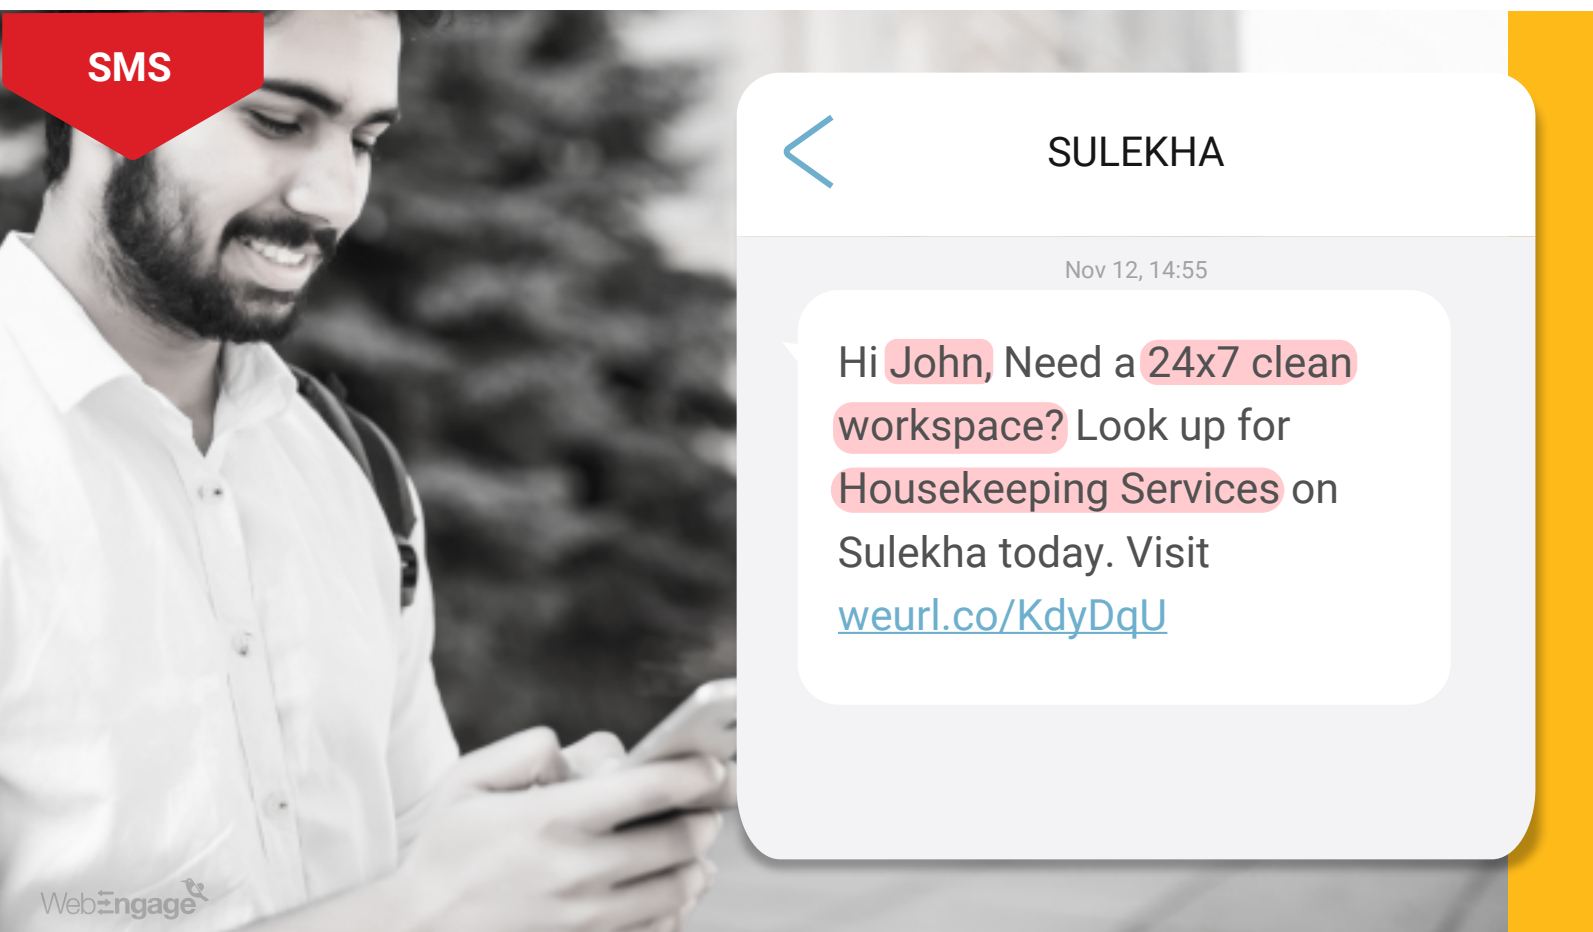 SMS
SULEKHA
Nov 12, 14:55
Hi John, Need a 24x7 clean
workspace? Look up for
Housekeeping Services on
Sulekha today. Visit
weurl.co/KdyDqU
WebEngage